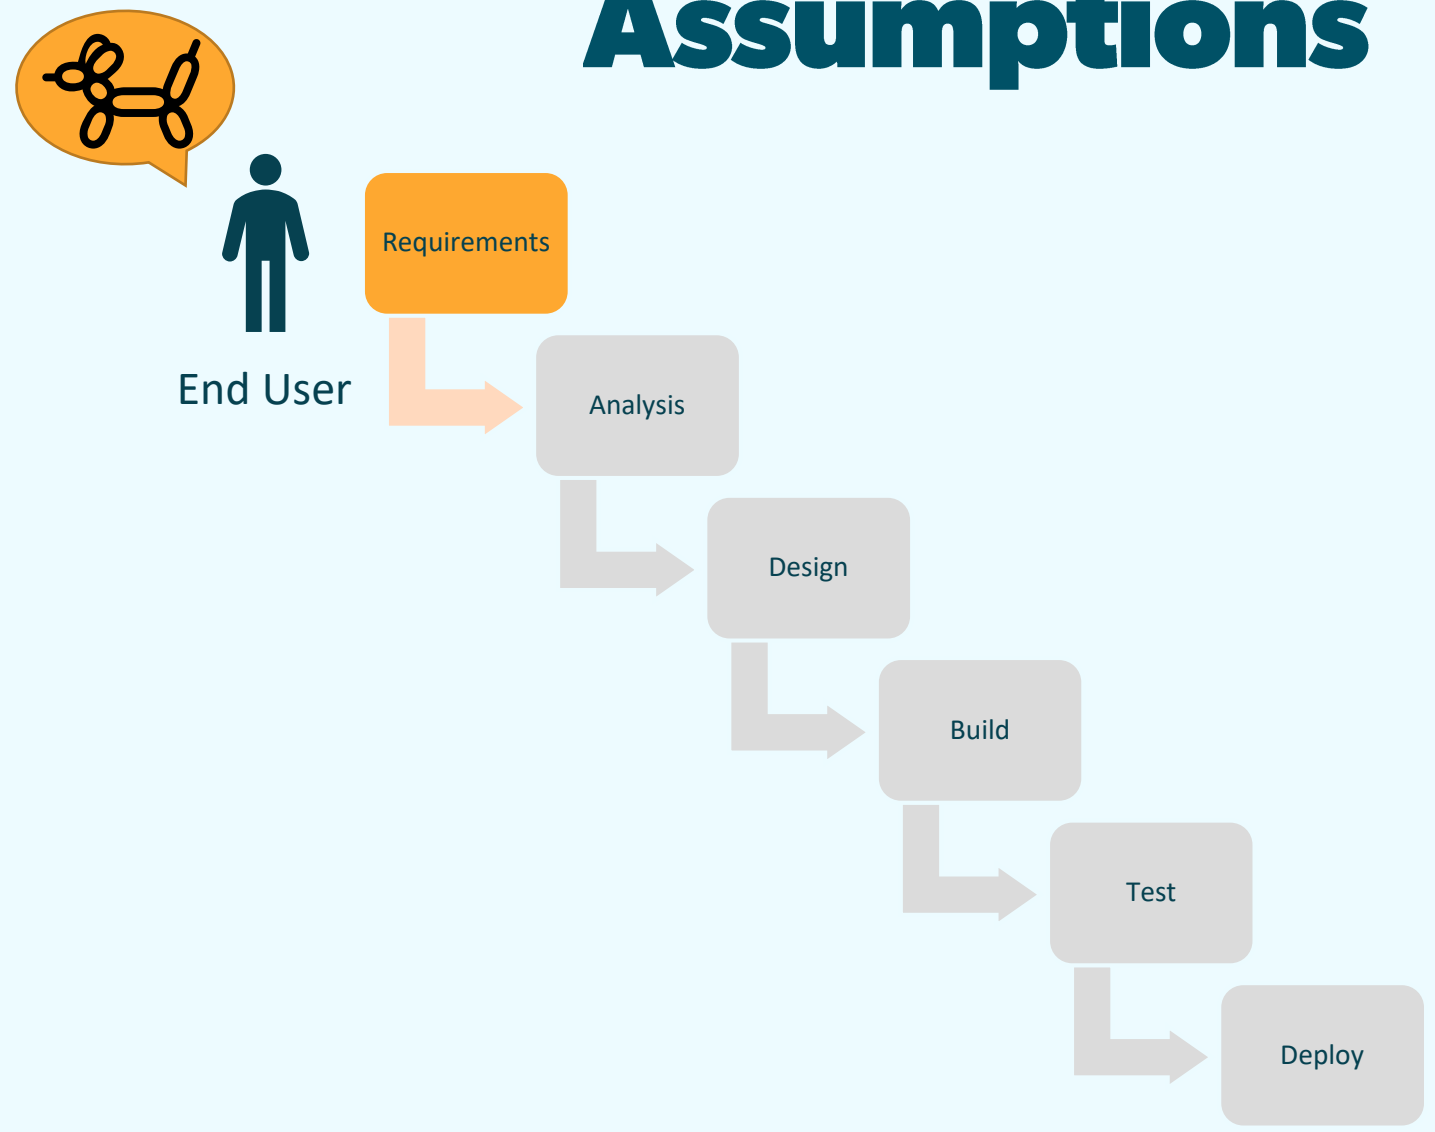 Assumptions
Requirements
End User
Analysis
Design
Build
Test
Deploy